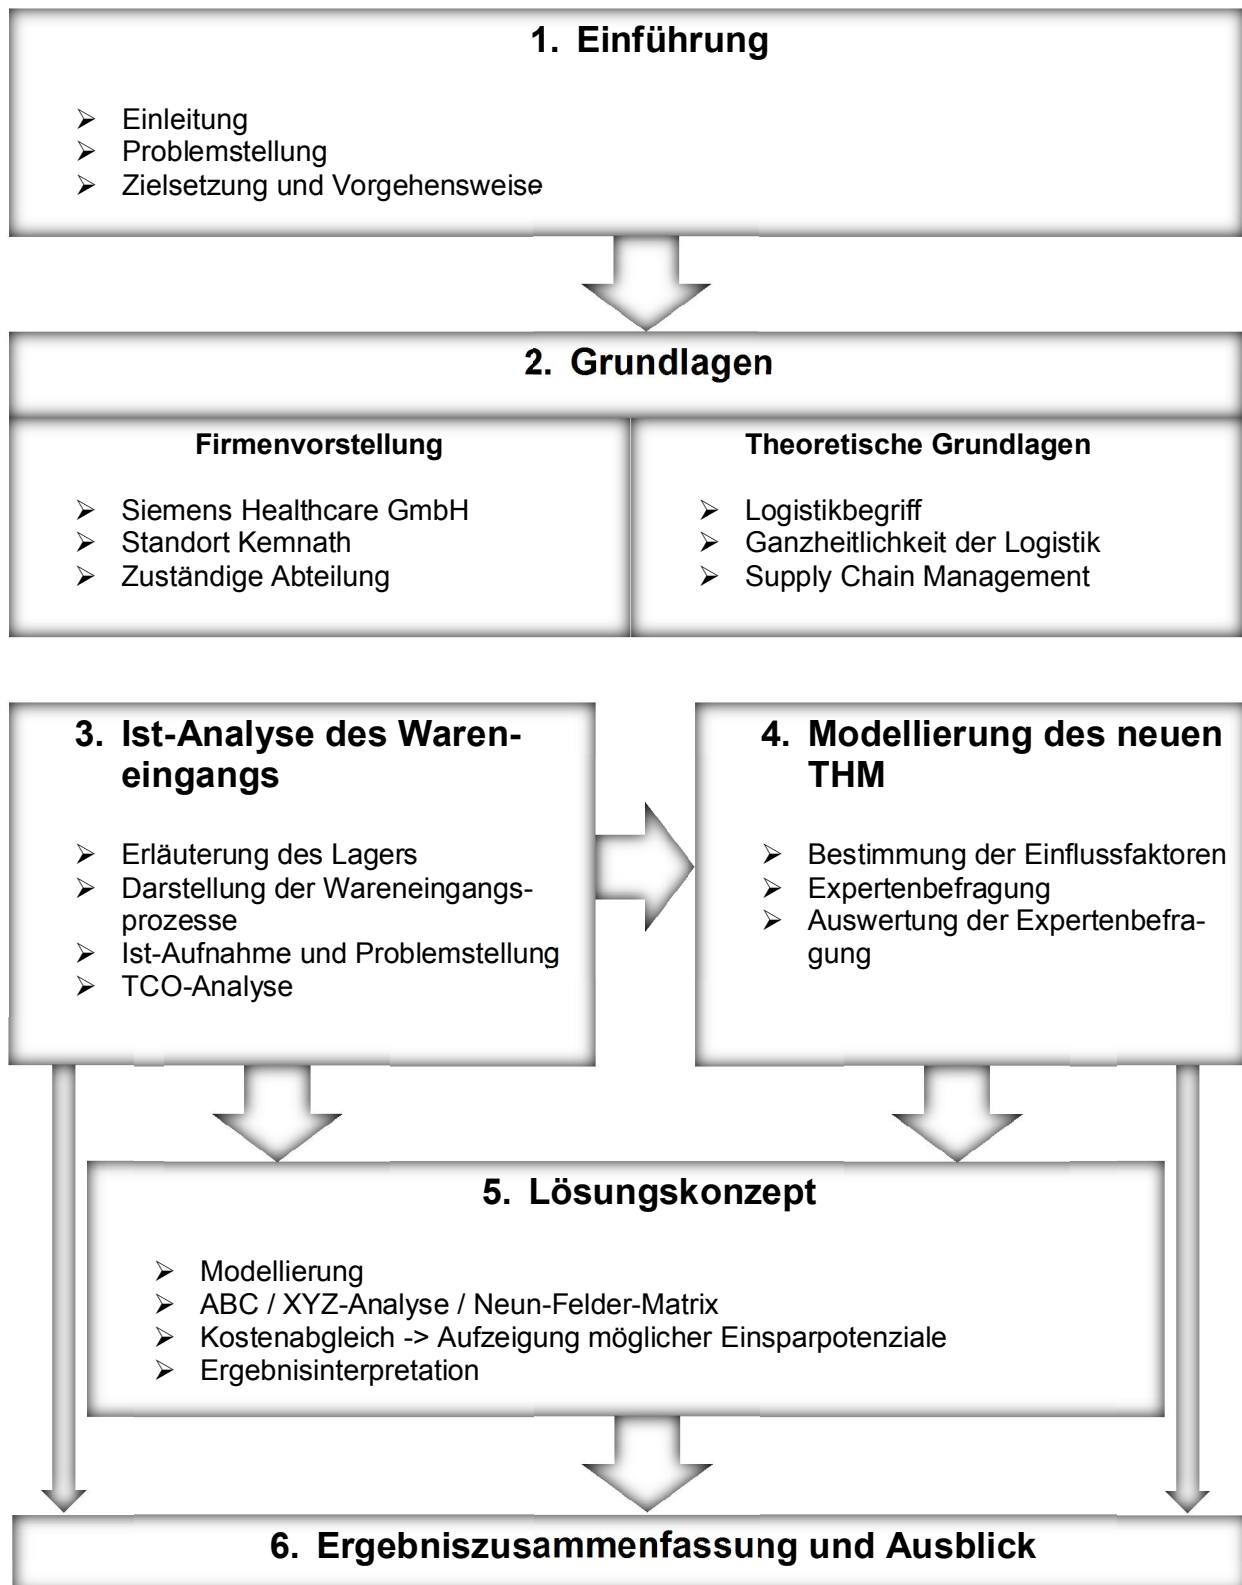 1. Einführung
➢ Einleitung
➢ Problemstellung
➢ Zielsetzung und Vorgehensweise
2. Grundlagen
Firmenvorstellung
➢ Siemens Healthcare GmbH
➢ Standort Kemnath
➢ Zuständige Abteilung
Theoretische Grundlagen
➢ Logistikbegriff
➢ Ganzheitlichkeit der Logistik
➢ Supply Chain Management
3. Ist-Analyse des Waren-
eingangs
➢ Erläuterung des Lagers
➢ Darstellung der Wareneingangs-
prozesse
➢ Ist-Aufnahme und Problemstellung
➢ TCO-Analyse
4. Modellierung des neuen
THM
➢ Bestimmung der Einflussfaktoren
➢ Expertenbefragung
➢ Auswertung der Expertenbefra-
gung
5. Lösungskonzept
➢ Modellierung
➢ ABC / XYZ-Analyse / Neun-Felder-Matrix
➢ Kostenabgleich -> Aufzeigung möglicher Einsparpotenziale
➢ Ergebnisinterpretation
6. Ergebniszusammenfassung und Ausblick